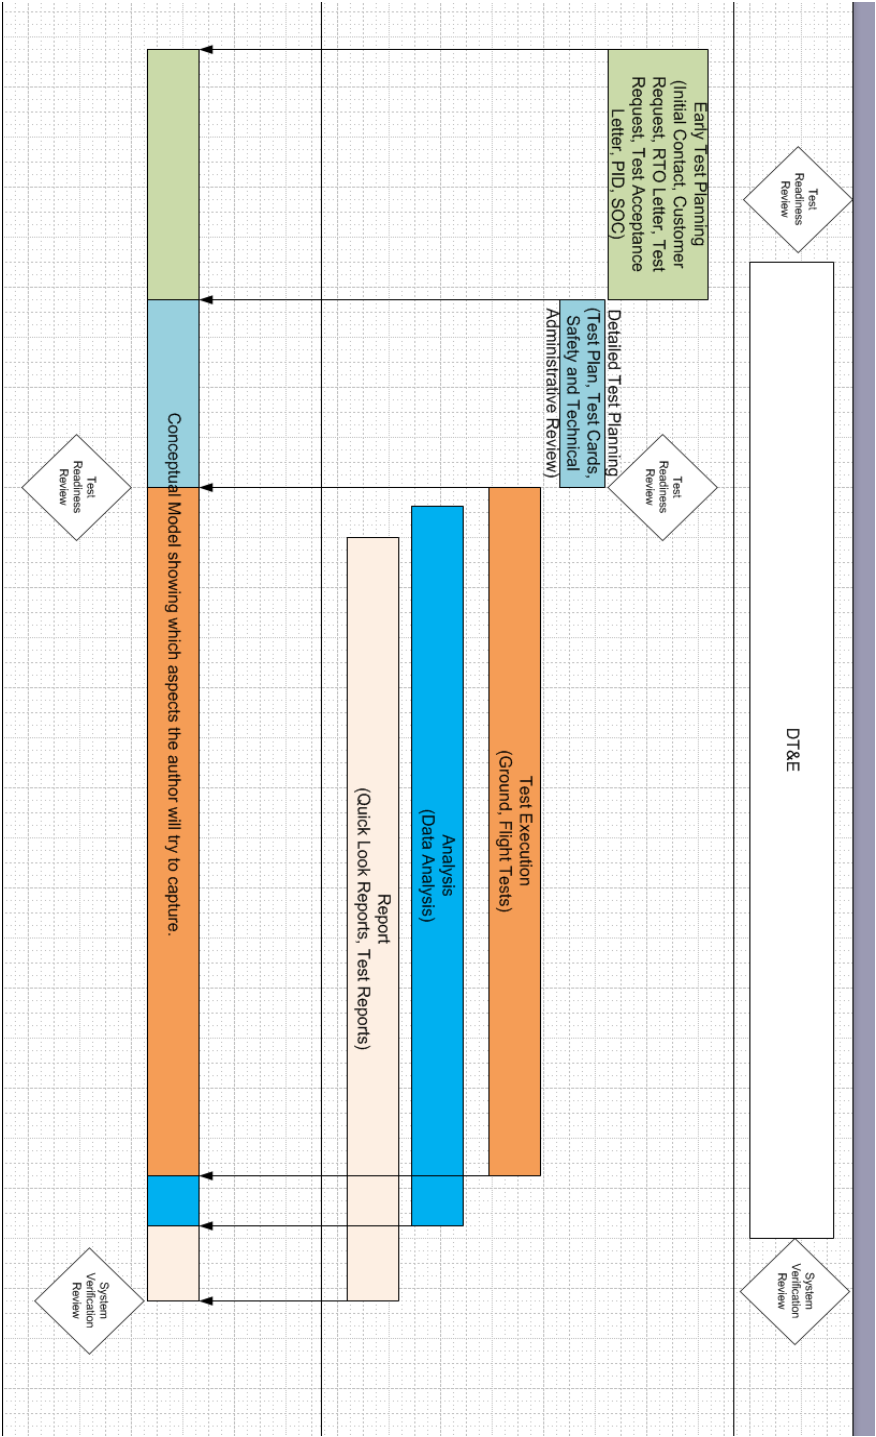 Test
Readiness
Review
DT&E
System
Verification
Review
Early Test Planning
(Initial Contact, Customer
Request, RTO Letter, Test
Request, Test Acceptance
Letter, PID, SOC)
Detailed Test Planning
(Test Plan, Test Cards,
Safety and Technical
Administrative Review)
Test
Readiness
Review
Test Execution
(Ground, Flight Tests)
Analysis
(Data Analysis)
Report
(Quick Look Reports, Test Reports)
Conceptual Model showing which aspects the author will try to capture.
Test
Readiness
Review
System
Verification
Review